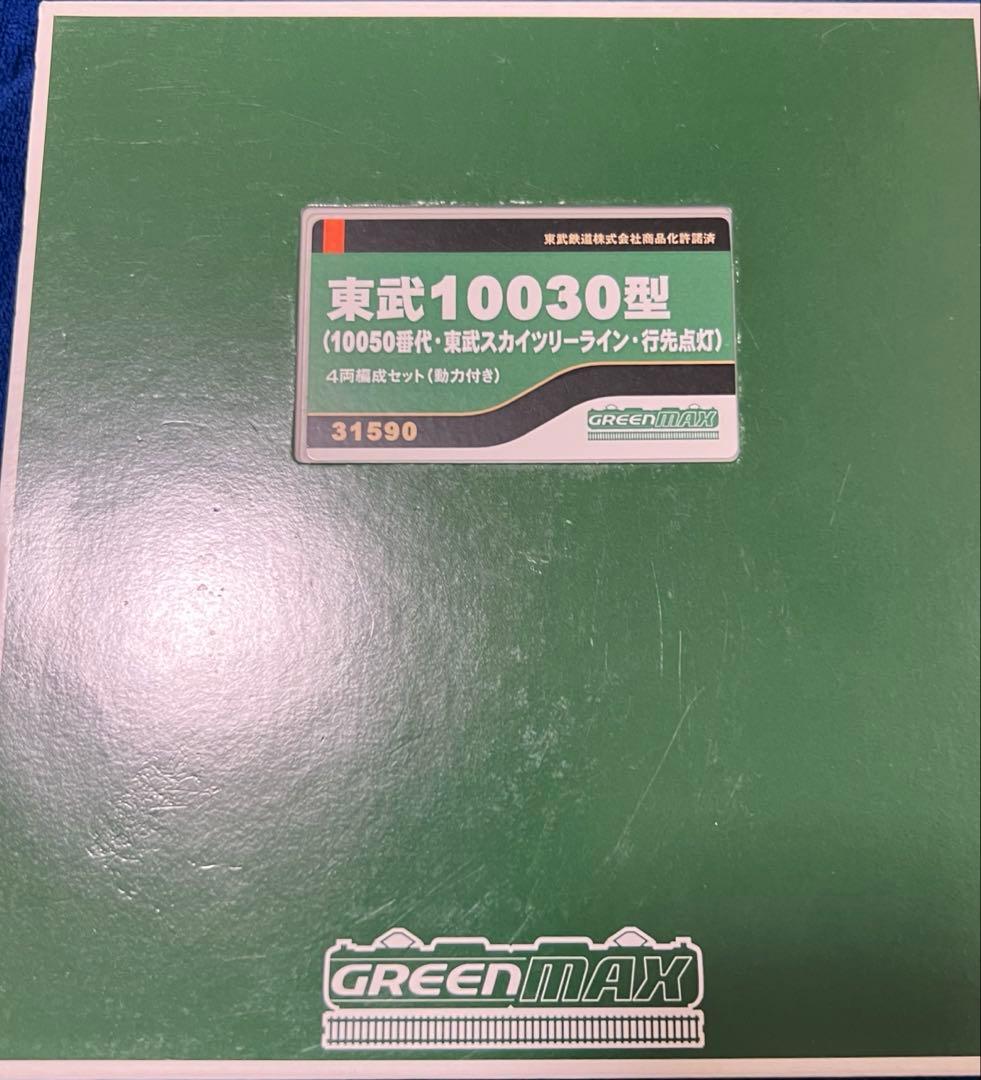 東武鉄道株式会社商品化許諾済
東武10030型
(10050番代・東武スカイツリーライン・行先点灯)
4両編成セット(動力付き)
31590
GREENMAX
GREENMAX